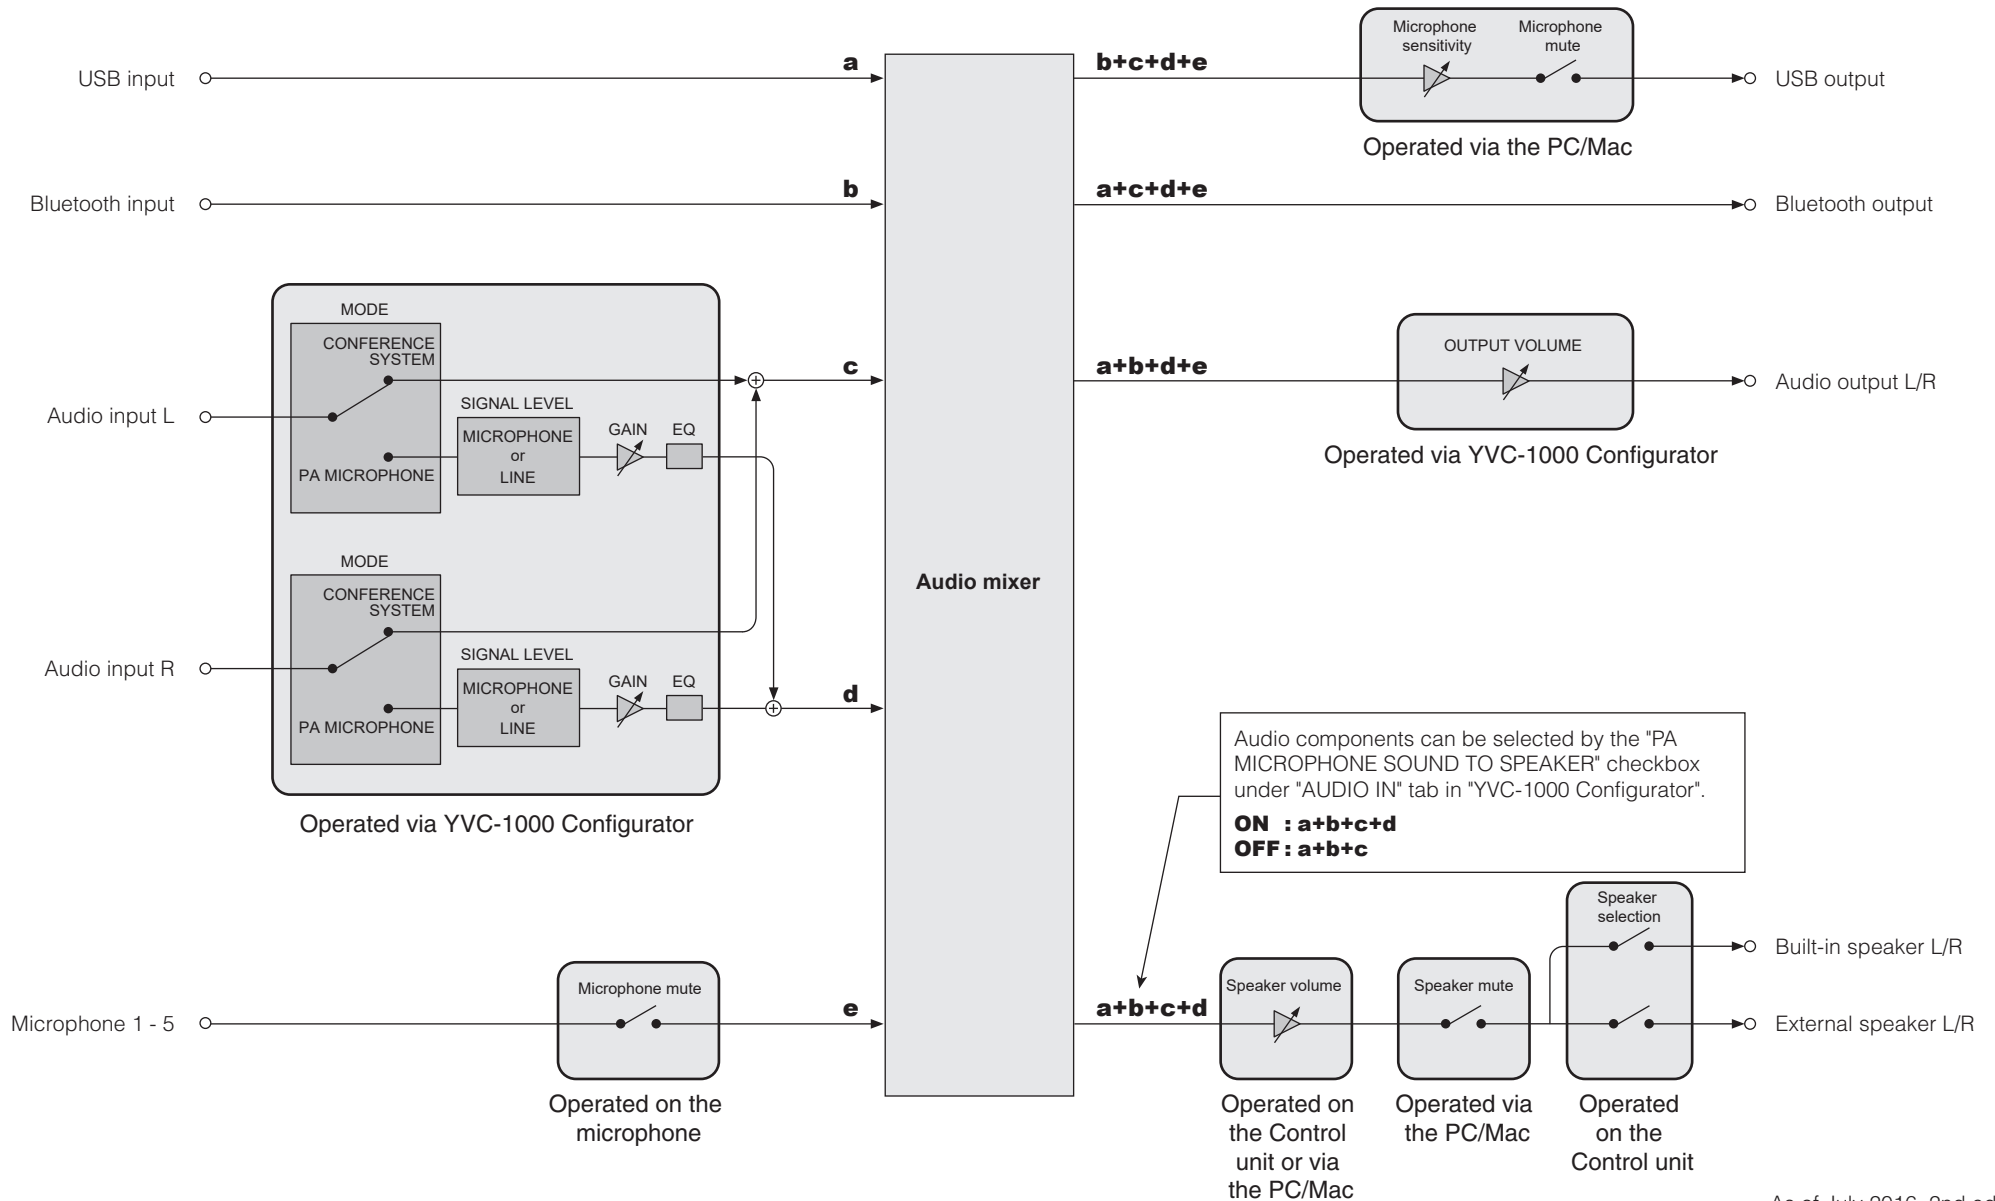 Microphone sensitivity
Microphone mute
USB input
a
b+c+d+e
USB output
Operated via the PC/Mac
Bluetooth input
b
a+c+d+e
Bluetooth output
MODE
CONFERENCE
SYSTEM
PA MICROPHONE
Audio input L
SIGNAL LEVEL
MICROPHONE
or
LINE
GAIN
EQ
c
a+b+d+e
OUTPUT VOLUME
Audio output L/R
Operated via YVC-1000 Configurator
MODE
CONFERENCE
SYSTEM
PA MICROPHONE
Audio input R
SIGNAL LEVEL
MICROPHONE
or
LINE
GAIN
EQ
d
Operated via YVC-1000 Configurator
Audio mixer
Audio components can be selected by the "PA
MICROPHONE SOUND TO SPEAKER" checkbox
under "AUDIO IN" tab in "YVC-1000 Configurator".
ON : a+b+c+d
OFF : a+b+c
Microphone 1 - 5
Microphone mute
e
Operated on the
microphone
a+b+c+d
Speaker volume
Operated on
the Control
unit or via
the PC/Mac
Speaker mute
Operated via
the PC/Mac
Speaker
selection
Operated
on the
Control unit
Built-in speaker L/R
External speaker L/R
As of July 2016, 2nd ed